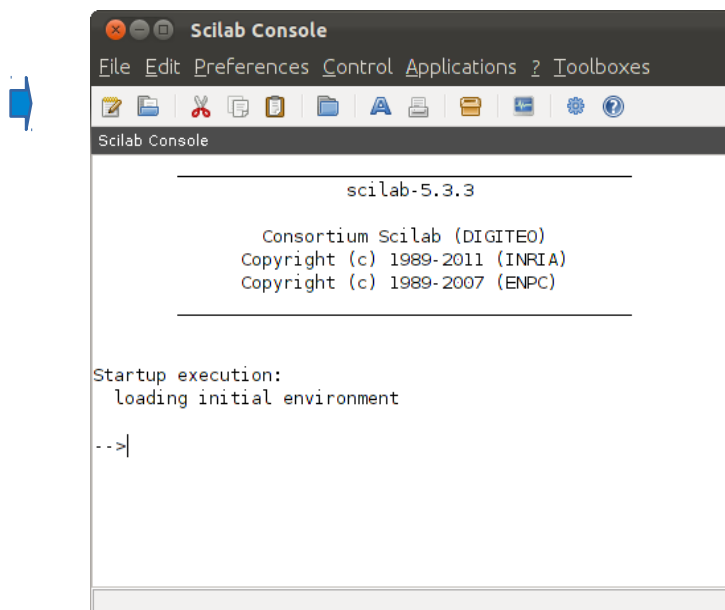 Scilab Console
File Edit Preferences Control Applications ? Toolboxes
Scilab Console
scilab-5.3.3
Consortium Scilab (DIGITEO)
Copyright (c) 1989-2011 (INRIA)
Copyright (c) 1989-2007 (ENPC)
Startup execution:
loading initial environment
-->